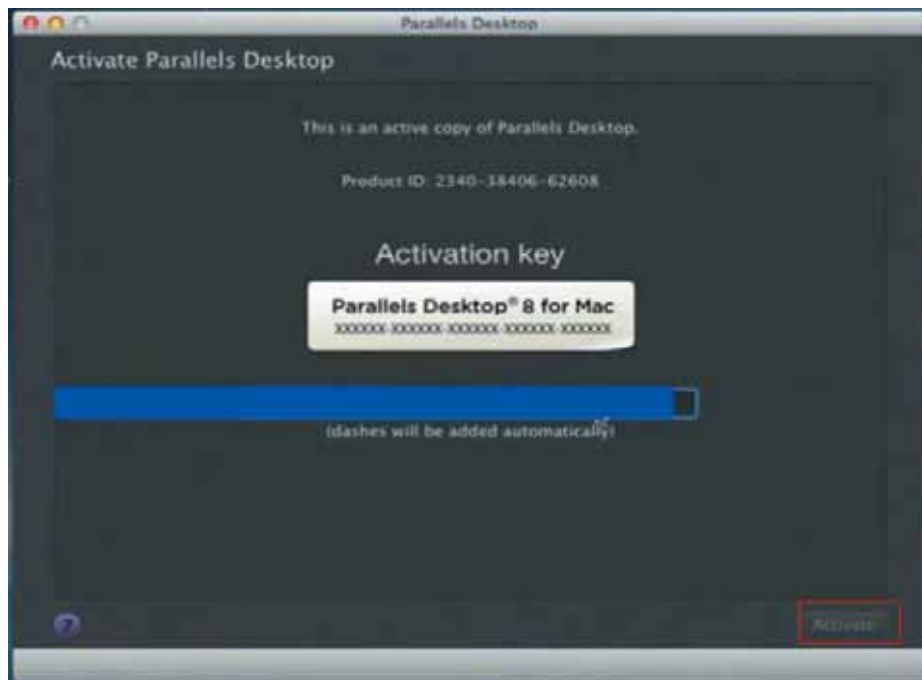 Parallels Desktop
Activate Parallels Desktop
This is an active copy of Parallels Desktop.
Product ID: 2340-38406-62608
Activation key
Parallels Desktop® 8 for Mac
XXXXXX-XXXXXX-XXXXXX-XXXXXX-XXXXXX
(dashes will be added automatically)
?
Activate